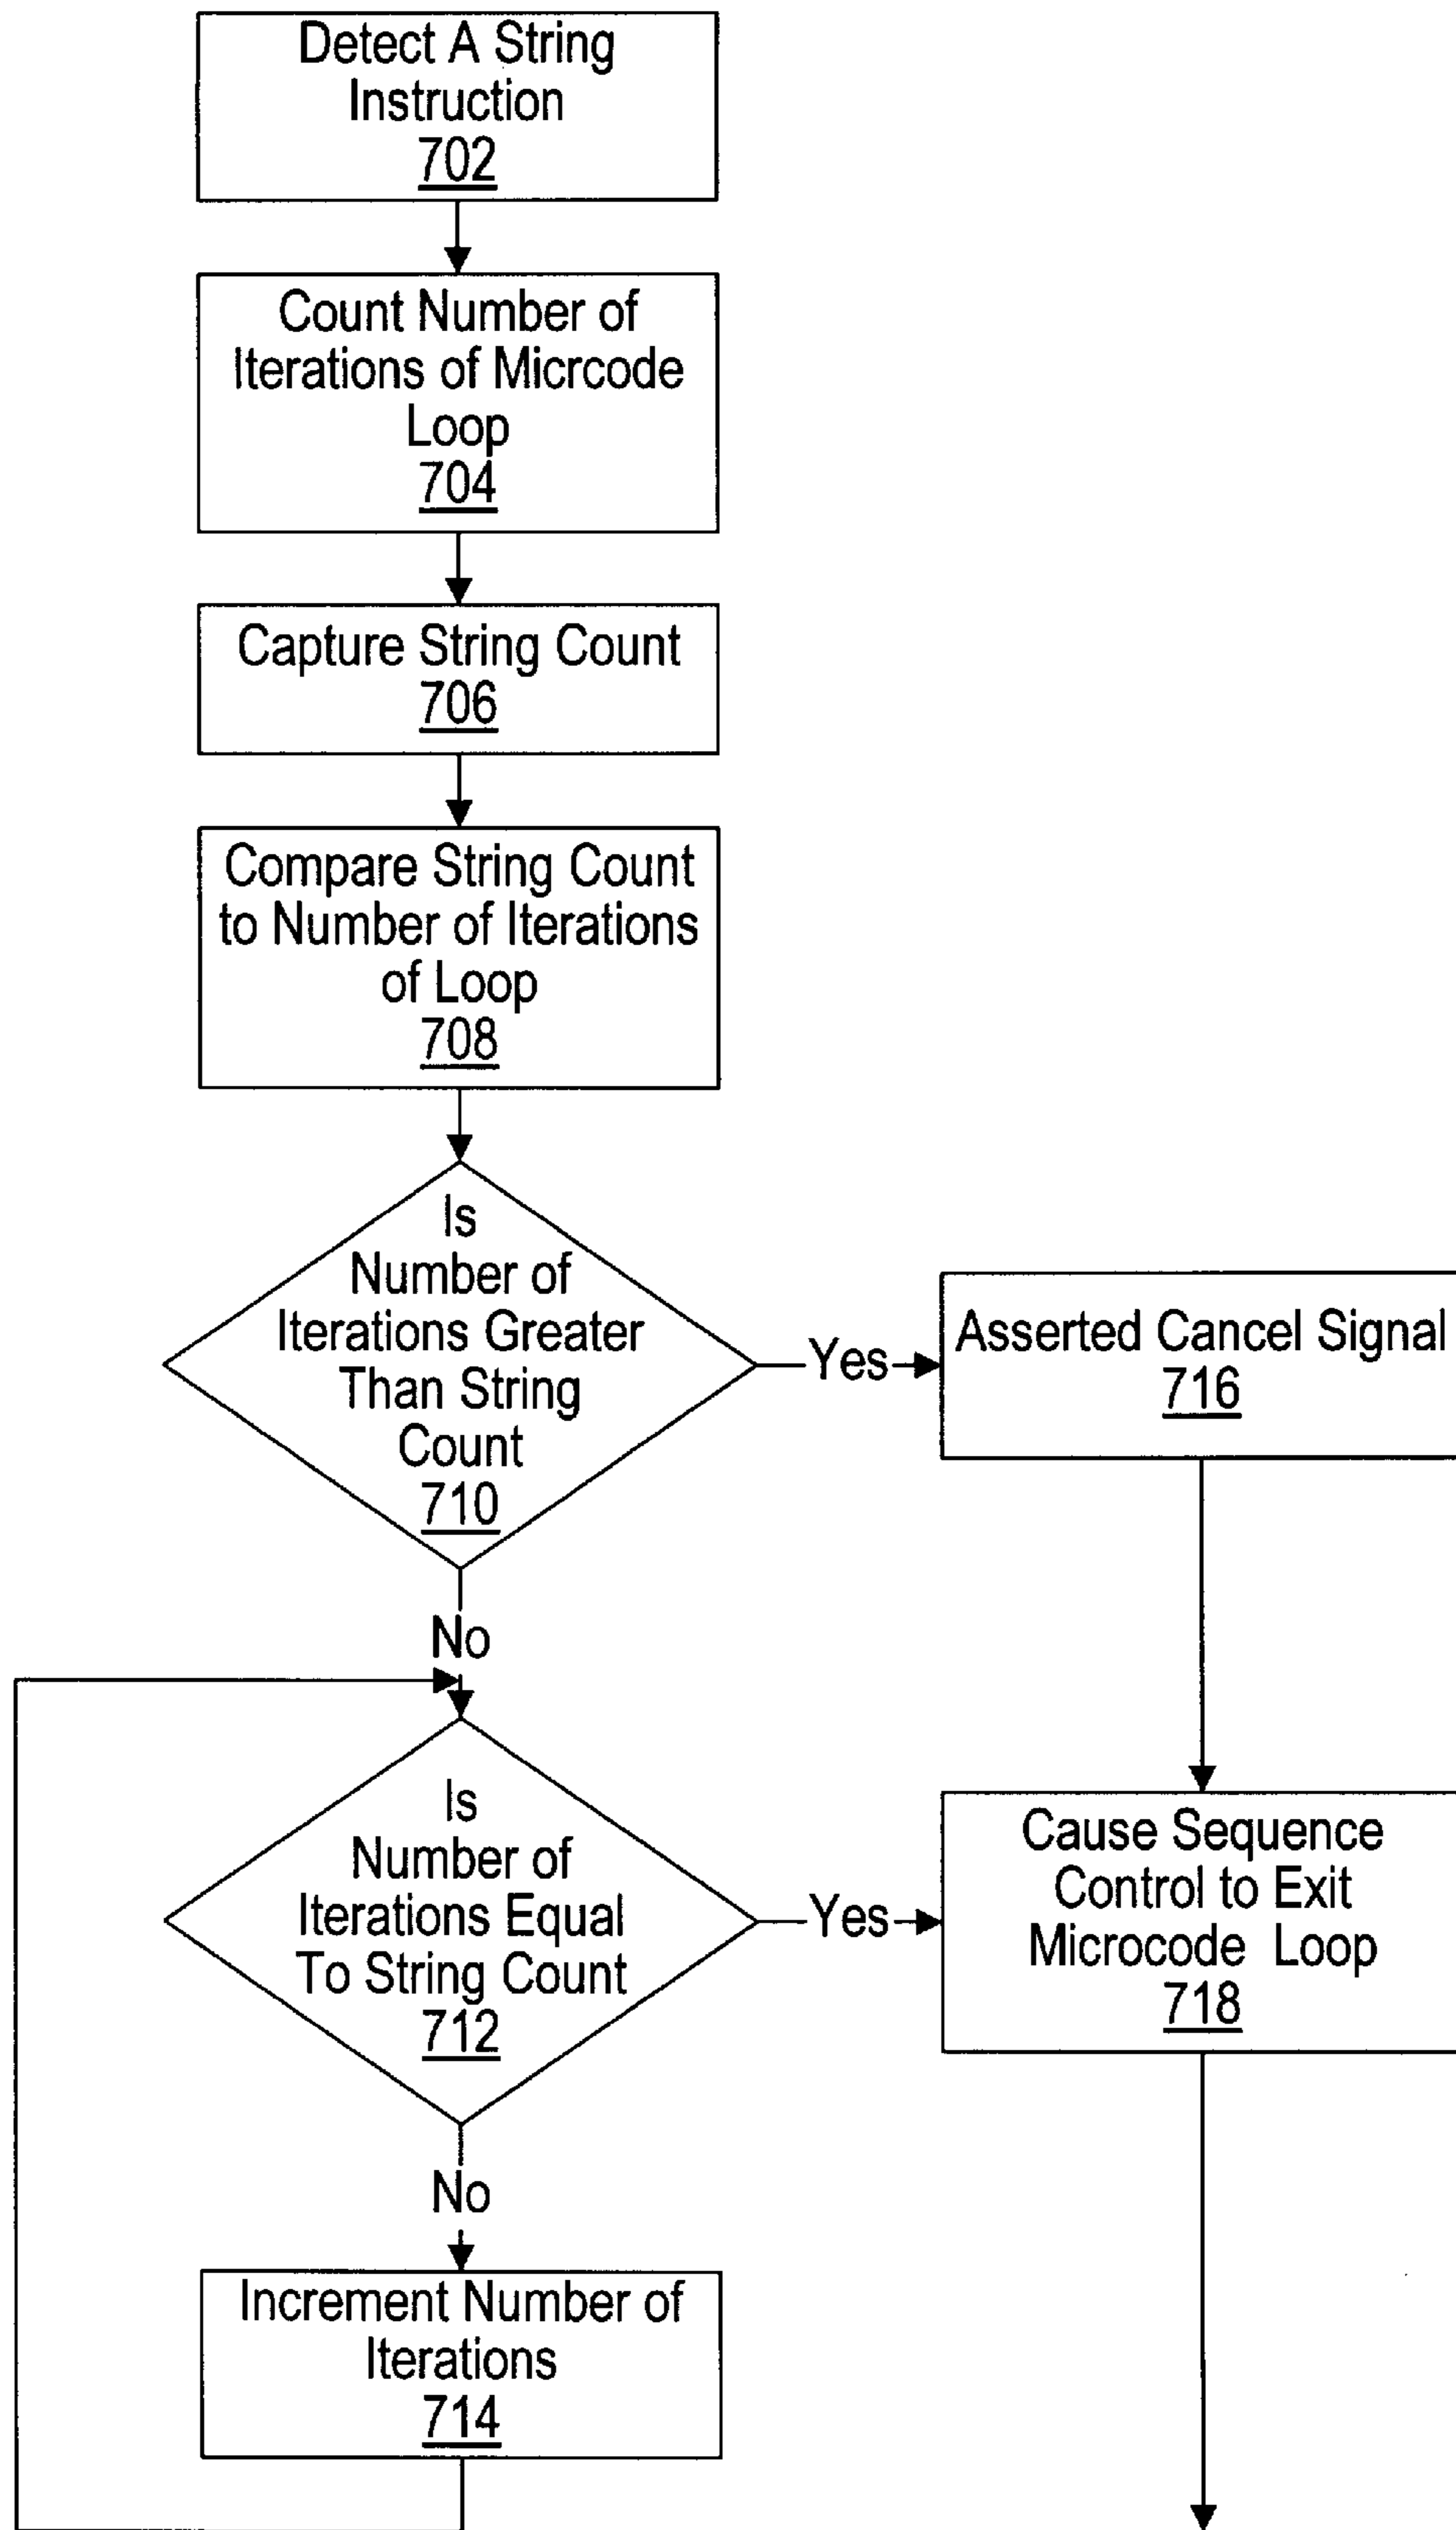 Detect A String
Instruction
702
Count Number of
Iterations of Micrcode
Loop
704
Capture String Count
706
Compare String Count
to Number of Iterations
of Loop
708
Is
Number of
Iterations Greater
Than String
Count
710
Yes
Asserted Cancel Signal
716
No
Is
Number of
Iterations Equal
To String Count
712
Yes
Cause Sequence
Control to Exit
Microcode Loop
718
No
Increment Number of
Iterations
714